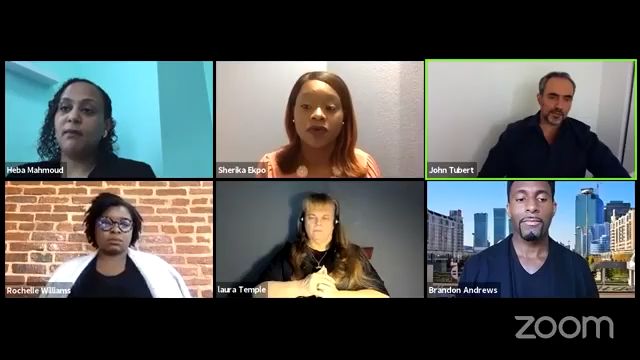 Heba Mahmoud
Sherika Ekpo
John Tubert
Rochelle Williams
laura Temple
Brandon Andrews
zoom